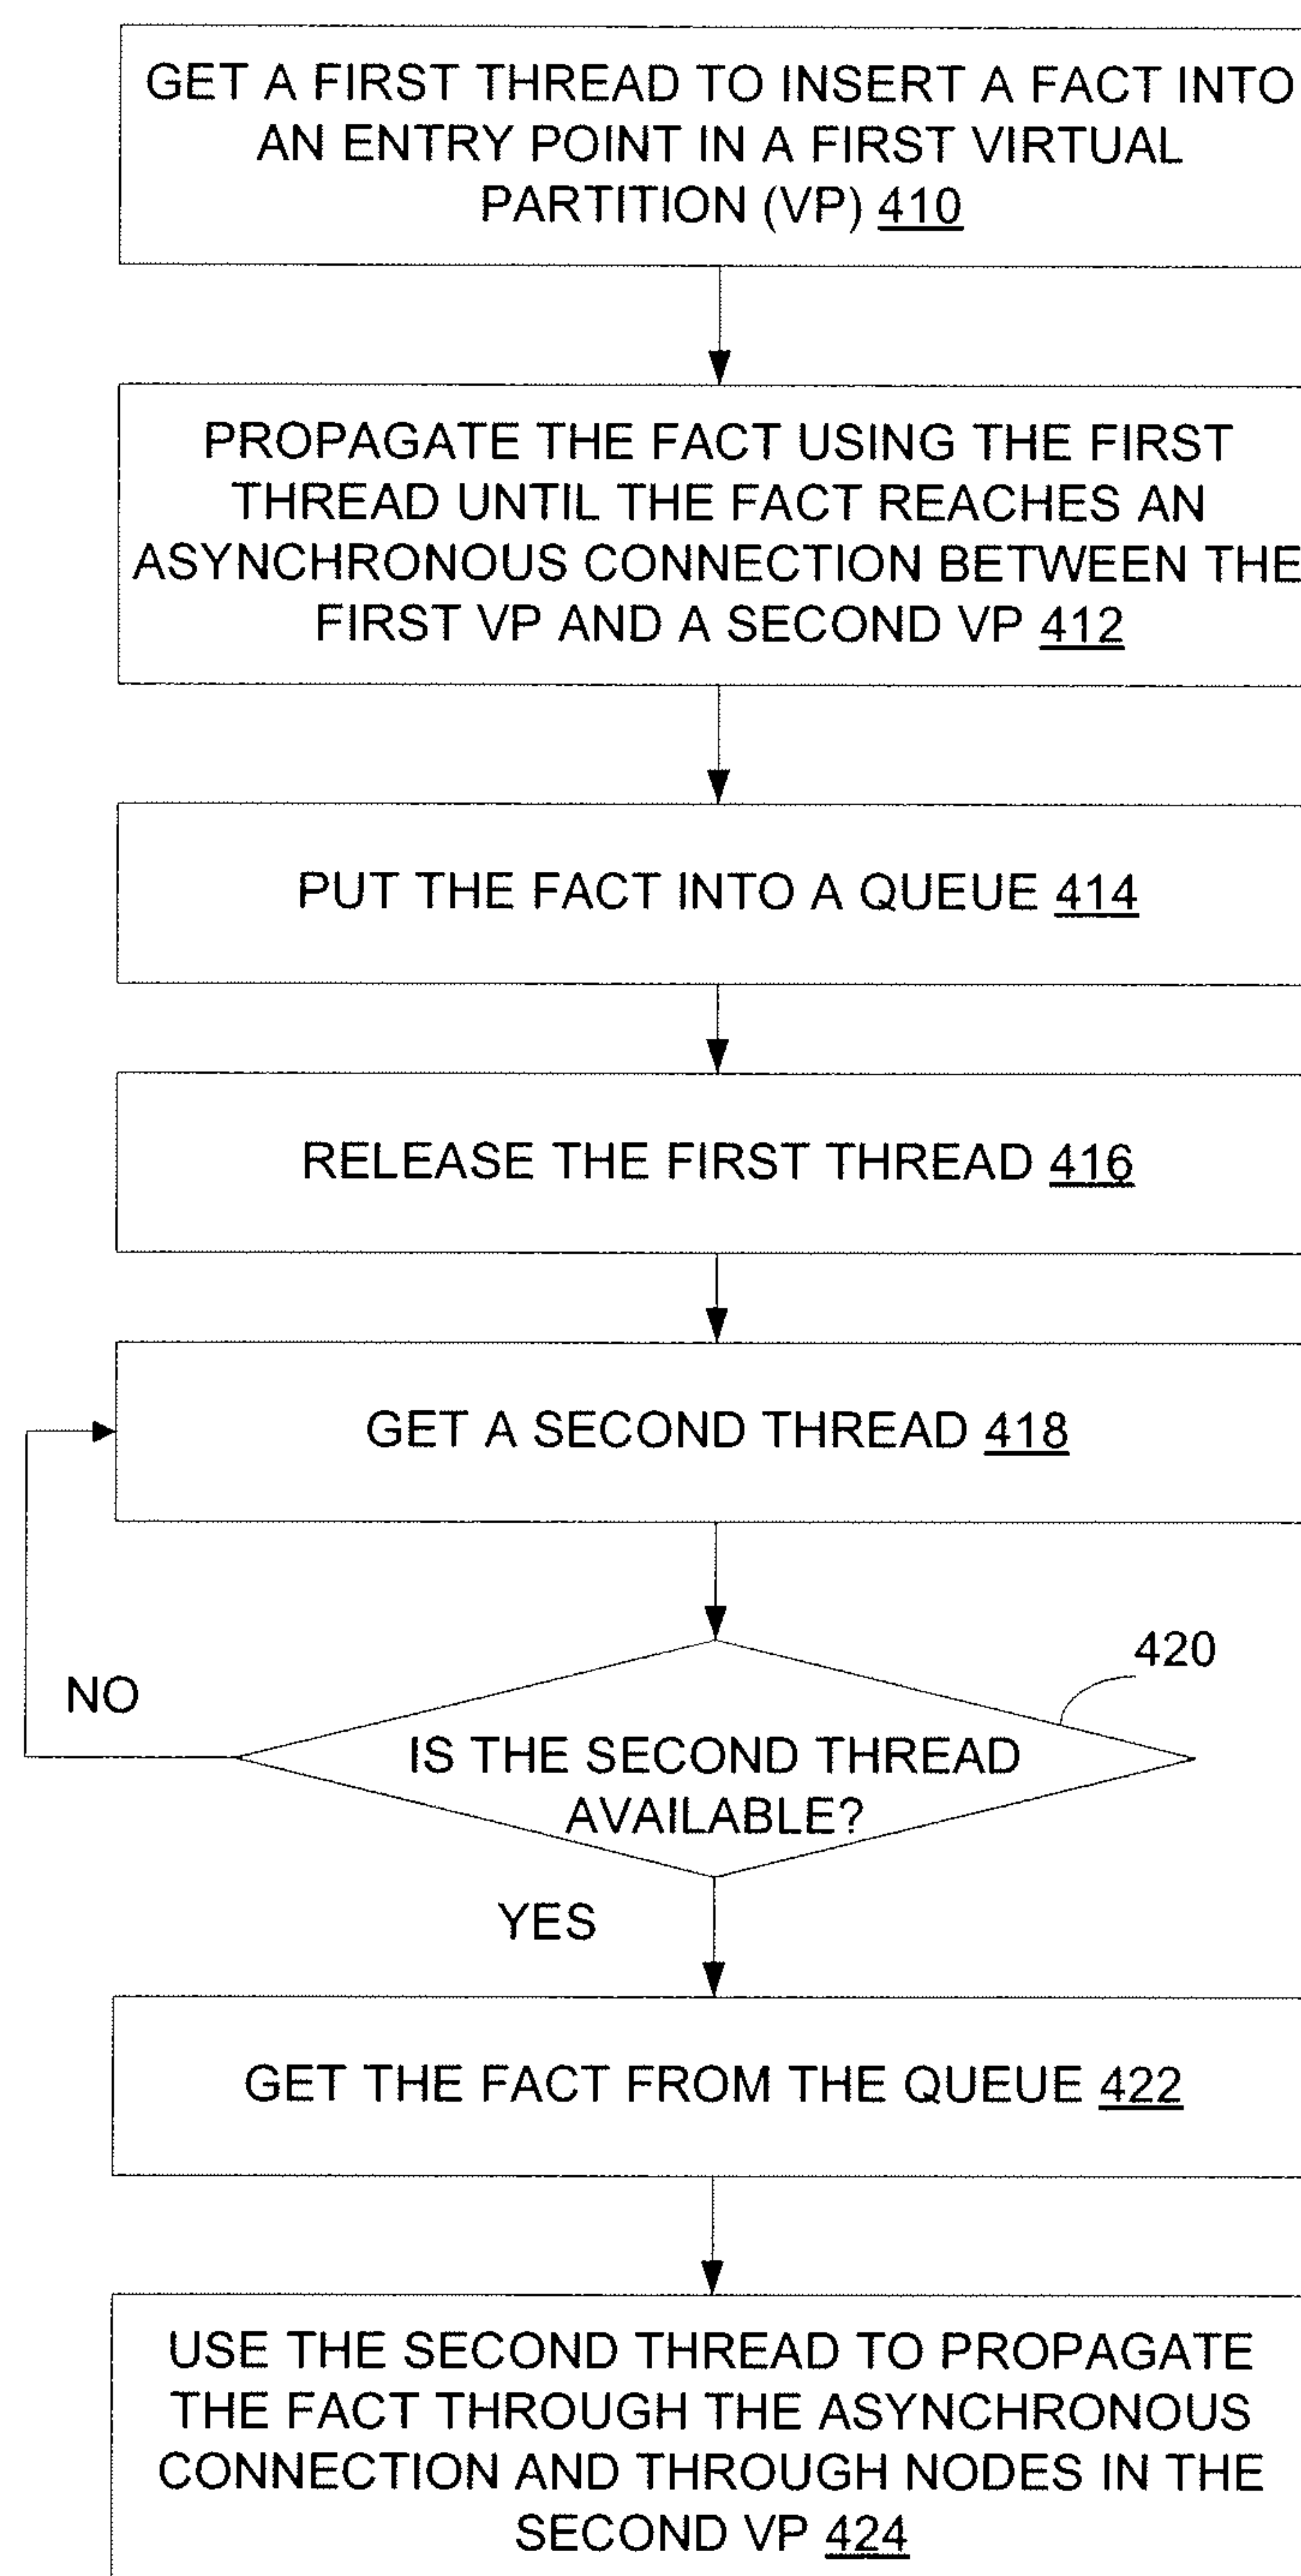 GET A FIRST THREAD TO INSERT A FACT INTO
AN ENTRY POINT IN A FIRST VIRTUAL
PARTITION (VP) 410
PROPAGATE THE FACT USING THE FIRST
THREAD UNTIL THE FACT REACHES AN
ASYNCHRONOUS CONNECTION BETWEEN THE
FIRST VP AND A SECOND VP 412
PUT THE FACT INTO A QUEUE 414
RELEASE THE FIRST THREAD 416
GET A SECOND THREAD 418
420
NO
IS THE SECOND THREAD
AVAILABLE?
YES
GET THE FACT FROM THE QUEUE 422
USE THE SECOND THREAD TO PROPAGATE
THE FACT THROUGH THE ASYNCHRONOUS
CONNECTION AND THROUGH NODES IN THE
SECOND VP 424